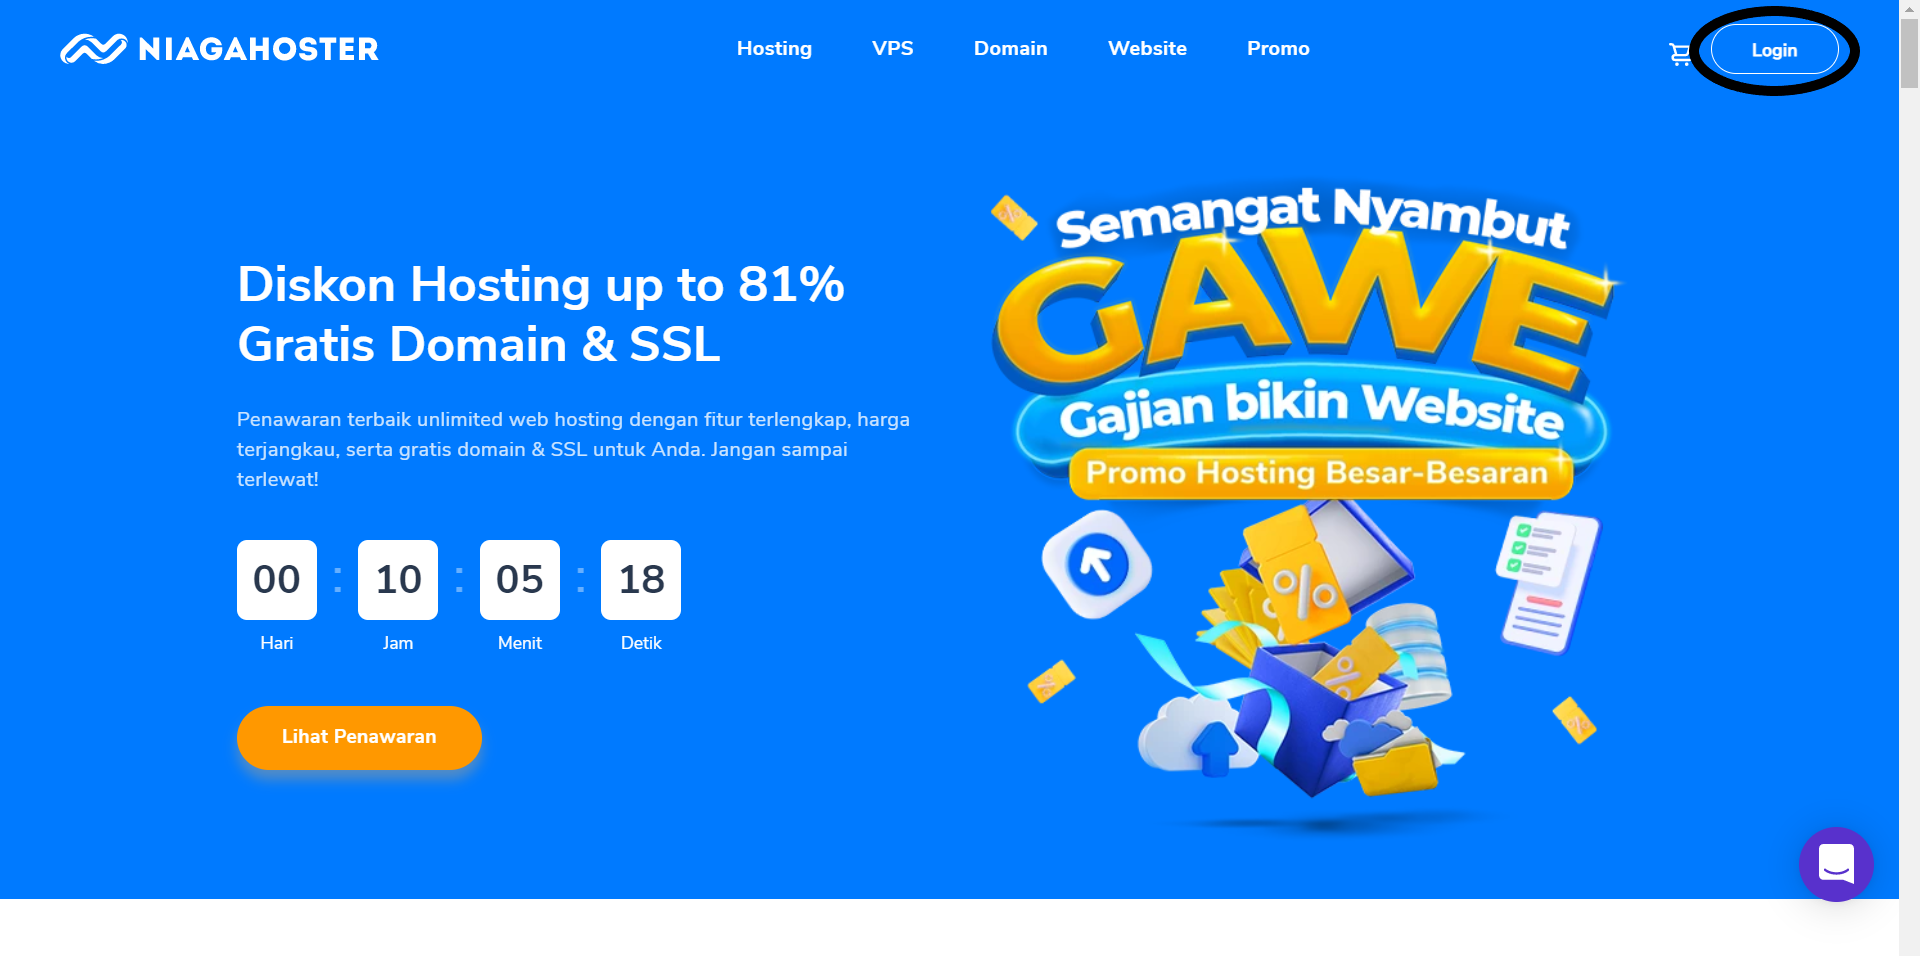 NIAGAHOSTER
Hosting VPS Domain Website Promo
Login
Diskon Hosting up to 81%
Gratis Domain & SSL
Penawaran terbaik unlimited web hosting dengan fitur terlengkap, harga
terjangkau, serta gratis domain & SSL untuk Anda. Jangan sampai
terlewat!
00 : 10 : 05 : 18
Hari Jam Menit Detik
Lihat Penawaran
Semangat Nyambut
GAWE
Gajian bikin Website
Promo Hosting Besar-Besaran
%
%
%
%
%